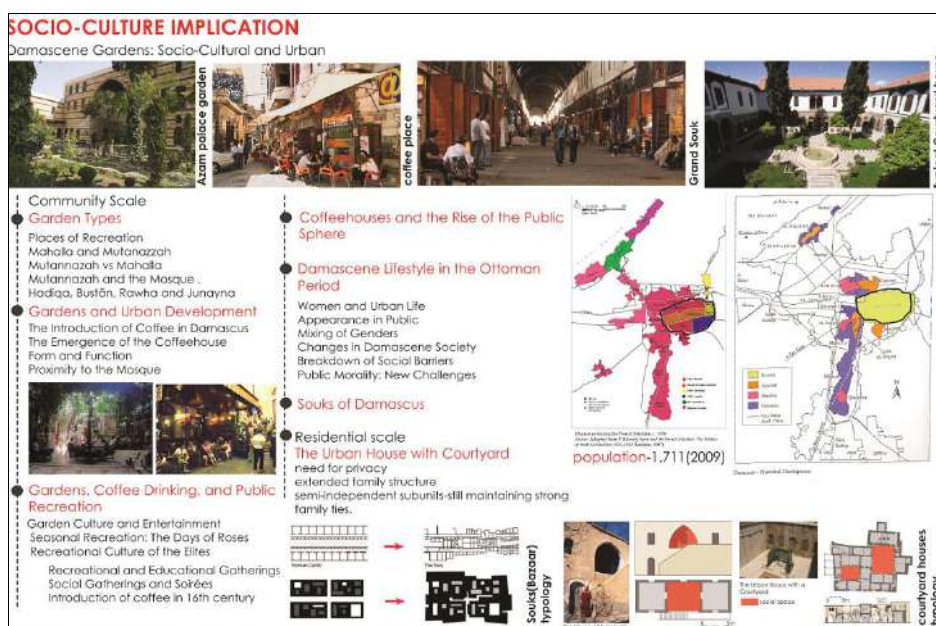 SOCIO-CULTURE IMPLICATION
Damascene Gardens: Socio-Cultural and Urban
Azam palace garden
coffee place
Grand Souk
Community Scale
Garden Types
Places of Recreation
Mahalla and Mutanazzah
Mutannazah vs Mahalla
Mutannazah and the Mosque .
Hadiqa, Bustān, Rawha and Junayna
Gardens and Urban Development
The Introduction of Coffee in Damascus
The Emergence of the Coffeehouse
Form and Function
Proximity to the Mosque
Gardens, Coffee Drinking, and Public
Recreation
Garden Culture and Entertainment
Seasonal Recreation: The Days of Roses
Recreational Culture of the Elites
Recreational and Educational Gatherings
Social Gatherings and Soirées
Introduction of coffee in 16th century
Coffeehouses and the Rise of the Public
Sphere
Damascene Lifestyle in the Ottoman
Period
Women and Urban Life
Appearance in Public
Mixing of Genders
Changes in Damascene Society
Breakdown of Social Barriers
Public Morality: New Challenges
Souks of Damascus
Residential scale
The Urban House with Courtyard
need for privacy
extended family structure
semi-independent subunits-still maintaining strong
family ties.
population-1.711(2009)
Souks(Bazaar)
typology
The Urban House with a
Courtyard
courtyard houses
typology